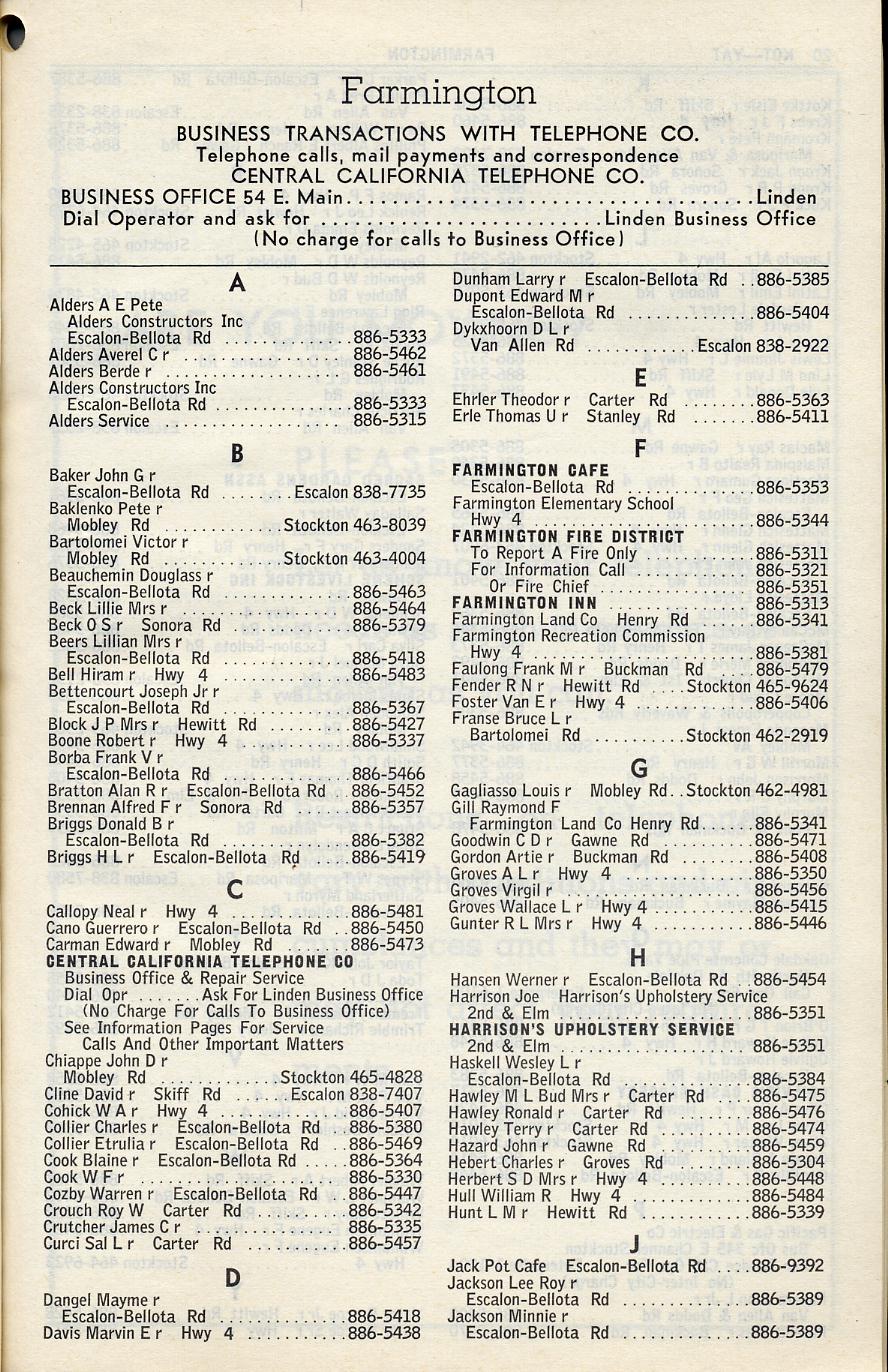 Farmington
BUSINESS TRANSACTIONS WITH TELEPHONE CO.
Telephone calls, mail payments and correspondence
CENTRAL CALIFORNIA TELEPHONE CO.
BUSINESS OFFICE 54 E. Main....................................Linden
Dial Operator and ask for .........................Linden Business Office
(No charge for calls to Business Office)
A
Alders A E Pete
Alders Constructors Inc
Escalon-Bellota Rd ............886-5333
Alders Averel C r ................886-5462
Alders Berde r ..................886-5461
Alders Constructors Inc
Escalon-Bellota Rd .............886-5333
Alders Service .................886-5315
B
Baker John G r
Escalon-Bellota Rd .......Escalon 838-7735
Baklenko Pete r
Mobley Rd ............Stockton 463-8039
Bartolomei Victor r
Mobley Rd ............Stockton 463-4004
Beauchemin Douglass r
Escalon-Bellota Rd ............886-5463
Beck Lillie Mrs r ................886-5464
Beck O S r Sonora Rd ............886-5379
Beers Lillian Mrs r
Escalon-Bellota Rd ............886-5418
Bell Hiram r Hwy 4 .............886-5483
Bettencourt Joseph Jr r
Escalon-Bellota Rd ............886-5367
Block J P Mrs r Hewitt Rd ........886-5427
Boone Robert r Hwy 4 ...........886-5337
Borba Frank V r
Escalon-Bellota Rd ............886-5466
Bratton Alan R r Escalon-Bellota Rd ..886-5452
Brennan Alfred F r Sonora Rd ......886-5357
Briggs Donald B r
Escalon-Bellota Rd ............886-5382
Briggs H L r Escalon-Bellota Rd .....886-5419
C
Callopy Neal r Hwy 4 ...........886-5481
Cano Guerrero r Escalon-Bellota Rd ..886-5450
Carman Edward r Mobley Rd .......886-5473
CENTRAL CALIFORNIA TELEPHONE CO
Business Office & Repair Service
Dial Opr .......Ask For Linden Business Office
(No Charge For Calls To Business Office)
See Information Pages For Service
Calls And Other Important Matters
Chiappe John D r
Mobley Rd ............Stockton 465-4828
Cline David r Skiff Rd .....Escalon 838-7407
Cohick W A r Hwy 4 .............886-5407
Collier Charles r Escalon-Bellota Rd ..886-5380
Collier Etrulia r Escalon-Bellota Rd ..886-5469
Cook Blaine r Escalon-Bellota Rd .....886-5364
Cook W F r .....................886-5330
Cozby Warren r Escalon-Bellota Rd ...886-5447
Crouch Roy W Carter Rd ..........886-5342
Crutcher James C r ...............886-5335
Curci Sal L r Carter Rd ..........886-5457
D
Dangel Mayme r
Escalon-Bellota Rd ............886-5418
Davis Marvin E r Hwy 4 ..........886-5438
Dunham Larry r Escalon-Bellota Rd ..886-5385
Dupont Edward M r
Escalon-Bellota Rd ............886-5404
Dykxhoorn D L r
Van Allen Rd ...........Escalon 838-2922
E
Ehrler Theodor r Carter Rd .......886-5363
Erle Thomas U r Stanley Rd .......886-5411
F
FARMINGTON CAFE
Escalon-Bellota Rd ............886-5353
Farmington Elementary School
Hwy 4 .......................886-5344
FARMINGTON FIRE DISTRICT
To Report A Fire Only ..........886-5311
For Information Call ...........886-5321
Or Fire Chief ................886-5351
FARMINGTON INN ................886-5313
Farmington Land Co Henry Rd ......886-5341
Farmington Recreation Commission
Hwy 4 .......................886-5381
Faulong Frank M r Buckman Rd .....886-5479
Fender R N r Hewitt Rd ....Stockton 465-9624
Foster Van E r Hwy 4 ............886-5406
Franse Bruce L r
Bartolomei Rd .........Stockton 462-2919
G
Gagliasso Louis r Mobley Rd..Stockton 462-4981
Gill Raymond F
Farmington Land Co Henry Rd......886-5341
Goodwin C D r Gawne Rd .........886-5471
Gordon Artie r Buckman Rd ........886-5408
Groves A L r Hwy 4 ............886-5350
Groves Virgil r ..................886-5456
Groves Wallace L r Hwy 4 .........886-5415
Gunter R L Mrs r Hwy 4 ..........886-5446
H
Hansen Werner r Escalon-Bellota Rd ..886-5454
Harrison Joe Harrison's Upholstery Service
2nd & Elm ....................886-5351
HARRISON'S UPHOLSTERY SERVICE
2nd & Elm ....................886-5351
Haskell Wesley L r
Escalon-Bellota Rd ............886-5384
Hawley M L Bud Mrs r Carter Rd ....886-5475
Hawley Ronald r Carter Rd ........886-5476
Hawley Terry r Carter Rd .........886-5474
Hazard John r Gawne Rd ..........886-5459
Hebert Charles r Groves Rd .......886-5304
Herbert S D Mrs r Hwy 4 .........886-5448
Hull William R Hwy 4 ...........886-5484
Hunt L M r Hewitt Rd ...........886-5339
J
Jack Pot Cafe Escalon-Bellota Rd ....886-9392
Jackson Lee Roy r
Escalon-Bellota Rd ............886-5389
Jackson Minnie r
Escalon-Bellota Rd ............886-5389